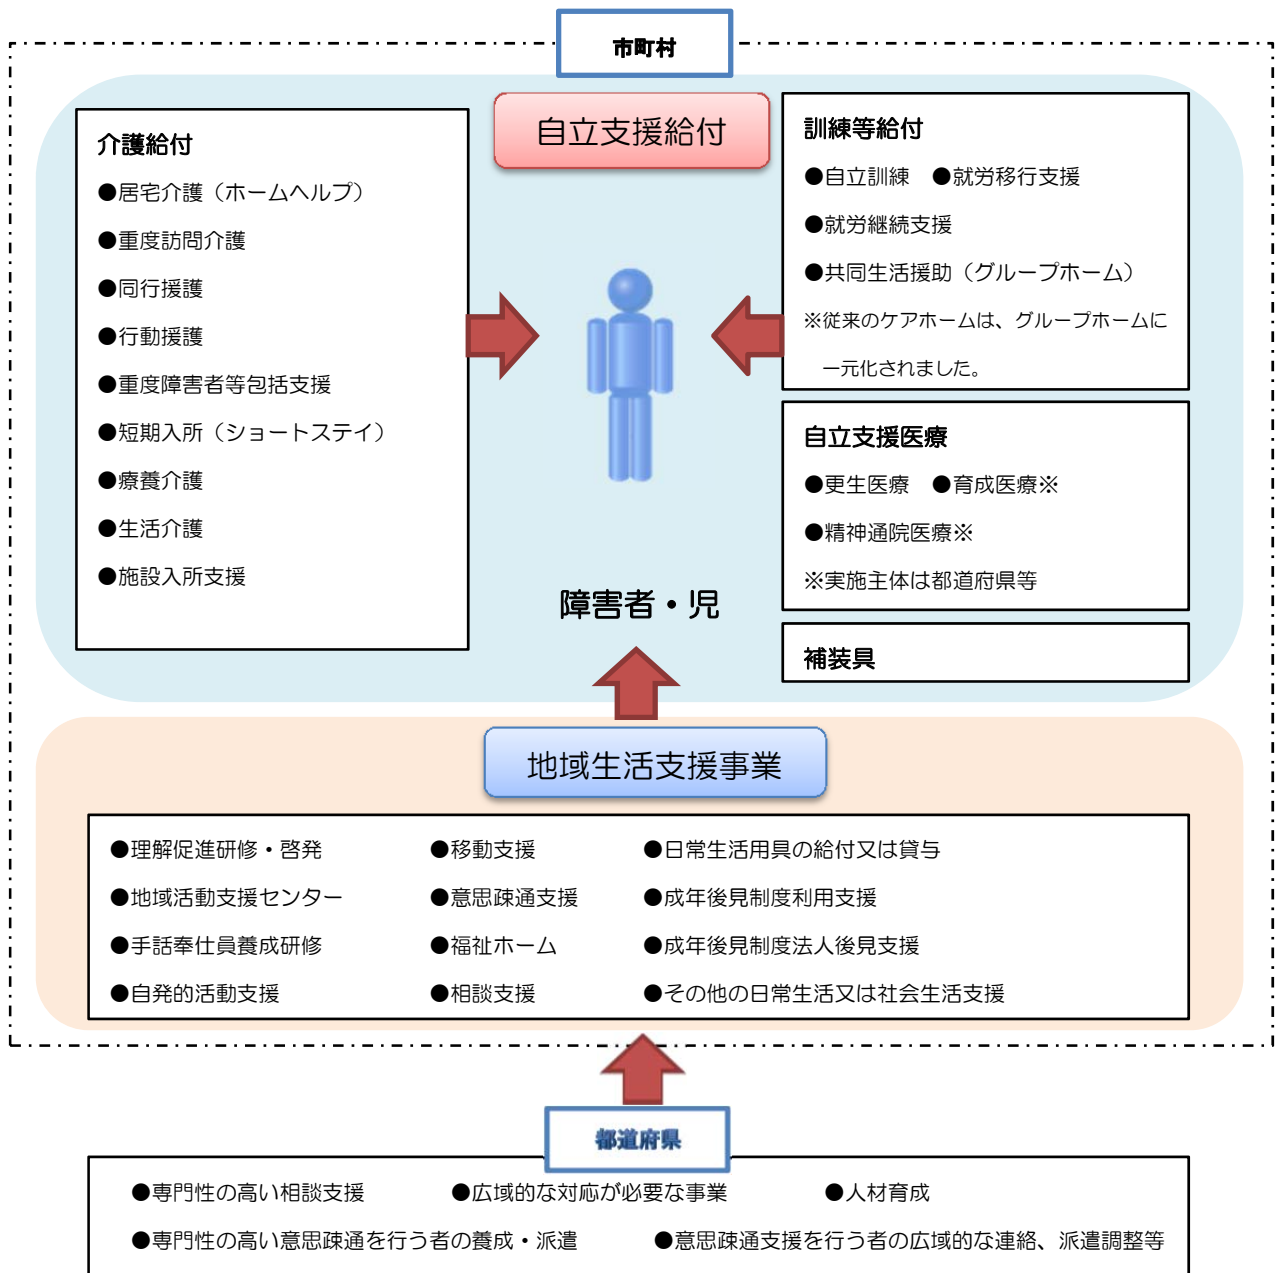 市町村
自立支援給付
介護給付
●居宅介護（ホームヘルプ）
●重度訪問介護
●同行援護
●行動援護
●重度障害者等包括支援
●短期入所（ショートステイ）
●療養介護
●生活介護
●施設入所支援
訓練等給付
●自立訓練　●就労移行支援
●就労継続支援
●共同生活援助（グループホーム）
※従来のケアホームは、グループホームに
一元化されました。
自立支援医療
●更生医療　●育成医療※
●精神通院医療※
※実施主体は都道府県等
補装具
障害者・児
地域生活支援事業
●理解促進研修・啓発　●移動支援　●日常生活用具の給付又は貸与
●地域活動支援センター　●意思疎通支援　●成年後見制度利用支援
●手話奉仕員養成研修　●福祉ホーム　●成年後見制度法人後見支援
●自発的活動支援　●相談支援　●その他の日常生活又は社会生活支援
都道府県
●専門性の高い相談支援　●広域的な対応が必要な事業　●人材育成
●専門性の高い意思疎通を行う者の養成・派遣　●意思疎通支援を行う者の広域的な連絡、派遣調整等